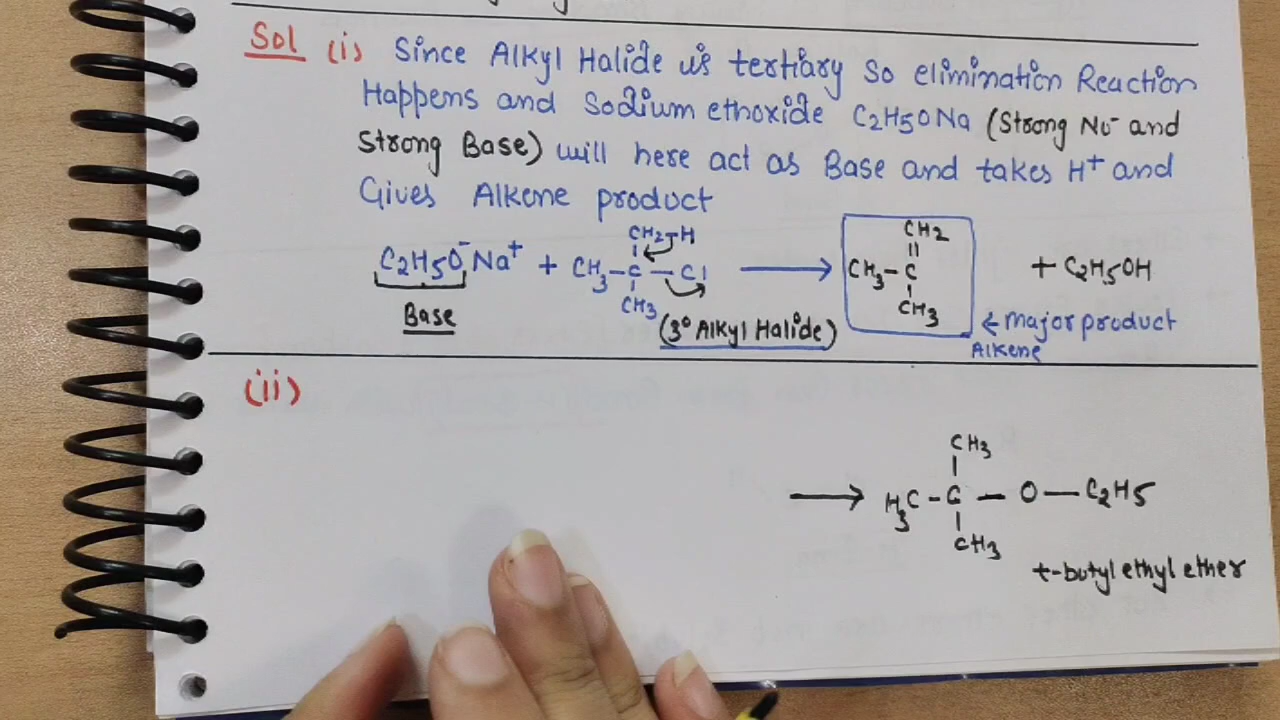 Sol (i) Since Alkyl Halide is tertiary so elimination Reaction
Happens and Sodium ethoxide C2H5ONa (Strong Nu- and
Strong Base) will here act as Base and takes H+ and
Gives Alkene product
CH2-H
C2H5O-Na+ + CH3-C-Cl
CH3
Base
(3° Alkyl Halide)
CH2
||
CH3-C
CH3
+ C2H5OH
← major product
Alkene
(ii)
CH3
→ H3C-C-O-C2H5
CH3
t-butyl ethyl ether